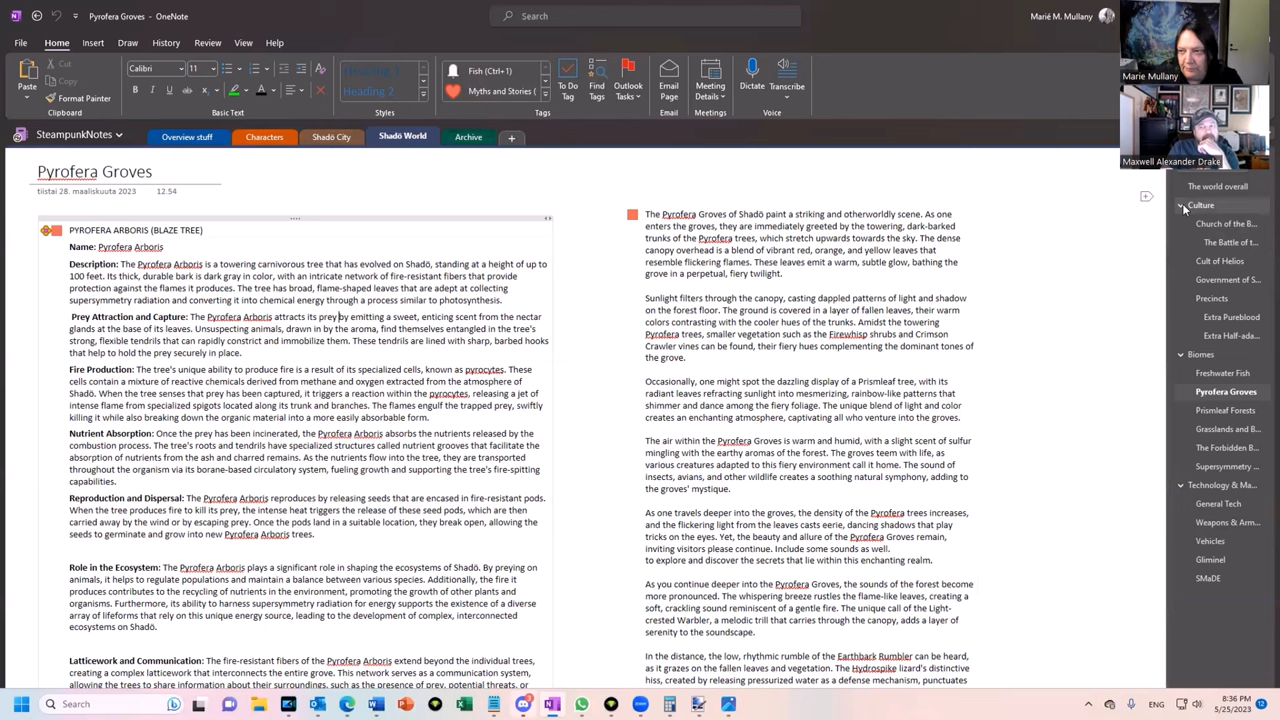 Pyrofera Groves - OneNote
Search
Marié M. Mullany
File Home Insert Draw History Review View Help
Paste
Cut
Copy
Format Painter
Clipboard
Calibri 11
B I U
Basic Text
Heading 1
Heading 2
Styles
Fish (Ctrl+1)
Myths and Stories (
To Do Tag
Find Tags
Outlook Tasks
Tags
Email Page
Email
Meeting Details
Meetings
Dictate
Transcribe
Voice
Marie Mullany
Maxwell Alexander Drake
SteampunkNotes
Overview stuff
Characters
Shadō City
Shadō World
Archive
Pyrofera Groves
tiistai 28. maaliskuuta 2023 12.54
PYROFERA ARBORIS (BLAZE TREE)
Name: Pyrofera Arboris
Description: The Pyrofera Arboris is a towering carnivorous tree that has evolved on Shadō, standing at a height of up to
100 feet. Its thick, durable bark is dark gray in color, with an intricate network of fire-resistant fibers that provide
protection against the flames it produces. The tree has broad, flame-shaped leaves that are adept at collecting
supersymmetry radiation and converting it into chemical energy through a process similar to photosynthesis.
Prey Attraction and Capture: The Pyrofera Arboris attracts its prey by emitting a sweet, enticing scent from the nectar
glands at the base of its leaves. Unsuspecting animals, drawn in by the aroma, find themselves entangled in the tree's
strong, flexible tendrils that can rapidly constrict and immobilize them. These tendrils are lined with sharp, barbed hooks
that help to hold the prey securely in place.
Fire Production: The tree's unique ability to produce fire is a result of its specialized cells, known as pyrocytes. These
cells contain a mixture of reactive chemicals derived from methane and oxygen extracted from the atmosphere of
Shadō. When the tree senses that prey has been captured, it triggers a reaction within the pyrocytes, releasing a jet of
intense flame from specialized spigots located along its trunk and branches. The flames engulf the trapped prey, swiftly
killing it while also breaking down the organic material into a more easily absorbable form.
Nutrient Absorption: Once the prey has been incinerated, the Pyrofera Arboris absorbs the nutrients released by the
combustion process. The tree's roots and tendrils have specialized structures called nutrient grooves that facilitate the
absorption of nutrients from the ash and charred remains. As the nutrients flow into the tree, they are transported
throughout the organism via its borane-based circulatory system, fueling growth and supporting the tree's fire-spitting
capabilities.
Reproduction and Dispersal: The Pyrofera Arboris reproduces by releasing seeds that are encased in fire-resistant pods.
When the tree produces fire to kill its prey, the intense heat triggers the release of these seed pods, which are then
carried away by the wind or by escaping prey. Once the pods land in a suitable location, they break open, allowing the
seeds to germinate and grow into new Pyrofera Arboris trees.
Role in the Ecosystem: The Pyrofera Arboris plays a significant role in shaping the ecosystems of Shadō. By preying on
animals, it helps to regulate populations and maintain a balance between various species. Additionally, the fire it
produces contributes to the recycling of nutrients in the environment, promoting the growth of other plants and
organisms. Furthermore, its ability to harness supersymmetry radiation for energy supports the existence of a diverse
array of lifeforms that rely on this unique energy source, leading to the development of complex, interconnected
ecosystems on Shadō.
Latticework and Communication: The fire-resistant fibers of the Pyrofera Arboris extend beyond the individual trees,
creating a complex latticework that interconnects the entire grove. This network serves as a communication system,
allowing the trees to share information about their surroundings, such as the presence of prey, potential threats, or
The Pyrofera Groves of Shadō paint a striking and otherworldly scene. As one
enters the groves, they are immediately greeted by the towering, dark-barked
trunks of the Pyrofera trees, which stretch upwards towards the sky. The dense
canopy overhead is a blend of vibrant red, orange, and yellow leaves that
resemble flickering flames. These leaves emit a warm, subtle glow, bathing the
grove in a perpetual, fiery twilight.
Sunlight filters through the canopy, casting dappled patterns of light and shadow
on the forest floor. The ground is covered in a layer of fallen leaves, their warm
colors contrasting with the cooler hues of the trunks. Amidst the towering
Pyrofera trees, smaller vegetation such as the Firewhisp shrubs and Crimson
Crawler vines can be found, their fiery hues complementing the dominant tones of
the grove.
Occasionally, one might spot the dazzling display of a Prismleaf tree, with its
radiant leaves refracting sunlight into mesmerizing, rainbow-like patterns that
shimmer and dance among the fiery foliage. The unique blend of light and color
creates an enchanting atmosphere, captivating all who venture into the grove.
The air within the Pyrofera Groves is warm and humid, with a slight scent of sulfur
mingling with the earthy aromas of the forest. The groves teem with life, as
various creatures adapted to this fiery environment call it home. The sound of
insects, avians, and other wildlife creates a soothing natural symphony, adding to
the groves' mystique.
As one travels deeper into the groves, the density of the Pyrofera trees increases,
and the flickering light from the leaves casts eerie, dancing shadows that play
tricks on the eyes. Yet, the beauty and allure of the Pyrofera Groves remain,
inviting visitors please continue. Include some sounds as well.
to explore and discover the secrets that lie within this enchanting realm.
As you continue deeper into the Pyrofera Groves, the sounds of the forest become
more pronounced. The whispering breeze rustles the flame-like leaves, creating a
soft, crackling sound reminiscent of a gentle fire. The unique call of the Light-
crested Warbler, a melodic trill that carries through the canopy, adds a layer of
serenity to the soundscape.
In the distance, the low, rhythmic rumble of the Earthbark Rumbler can be heard,
as it grazes on the fallen leaves and vegetation. The Hydrospike lizard's distinctive
hiss, created by releasing pressurized water as a defense mechanism, punctuates
The world overall
Culture
Church of the B...
The Battle of t...
Cult of Helios
Government of S...
Precincts
Extra Pureblood
Extra Half-ada...
Biomes
Freshwater Fish
Pyrofera Groves
Prismleaf Forests
Grasslands and B...
The Forbidden B...
Supersymmetry ...
Technology & Ma...
General Tech
Weapons & Arm...
Vehicles
Gliminel
SMaDE
Search
ENG
8:36 PM
5/25/2023
12